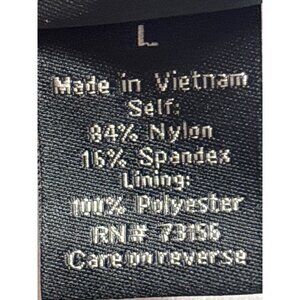 L
Made in Vietnam
Self:
84% Nylon
16% Spandex
Lining:
100% Polyester
RN# 73156
Care on reverse